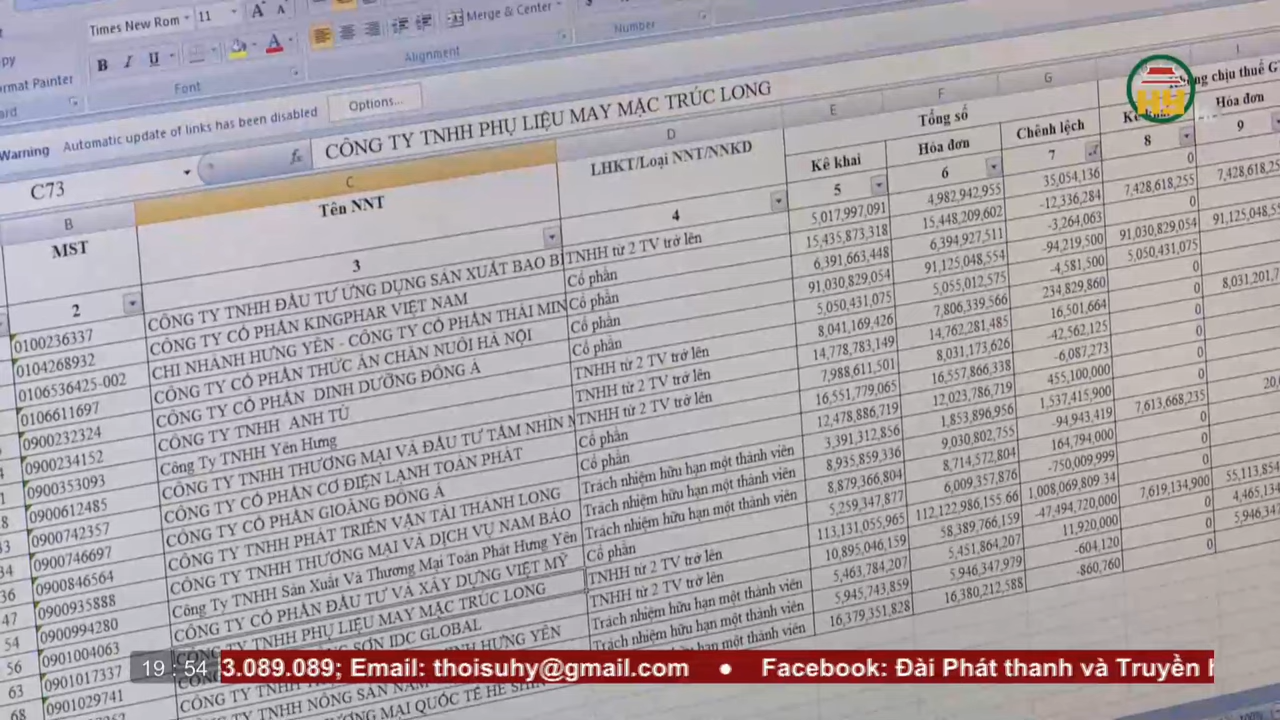 Times New Rom 11 A A
Merge & Center
B I U A
ormat Painter
Font
Alignment
Number
Warning Automatic update of links has been disabled Options...
C73 fx CÔNG TY TNHH PHỤ LIỆU MAY MẶC TRÚC LONG
B C D E F G I
MST Tên NNT LHKT/Loại NNT/NNKD Tổng số
Kê khai Hóa đơn Chênh lệch Hóa đơn
2 3 4 5 6 7 8 9
0100236337 CÔNG TY TNHH ĐẦU TƯ ỨNG DỤNG SẢN XUẤT BAO B TNHH từ 2 TV trở lên 5,017,997,091 4,982,942,955 35,054,136 0
0104268932 CÔNG TY CỔ PHẦN KINGPHAR VIỆT NAM Cổ phần 15,435,873,318 15,448,209,602 -12,336,284 7,428,618,255
0106536425-002 CHI NHÁNH HƯNG YÊN - CÔNG TY CỔ PHẦN THÁI MIN Cổ phần 6,391,663,448 6,394,927,511 -3,264,063 0
0106611697 CÔNG TY CỔ PHẦN THỨC ĂN CHĂN NUÔI HÀ NỘI Cổ phần 91,030,829,054 91,125,048,554 -94,219,500 91,030,829,054
0900232324 CÔNG TY CỔ PHẦN DINH DƯỠNG ĐÔNG Á Cổ phần 5,050,431,075 5,055,012,575 -4,581,500 5,050,431,075
0900234152 CÔNG TY TNHH ANH TÚ TNHH từ 2 TV trở lên 8,041,169,426 7,806,339,566 234,829,860 0
0900353093 Công Ty TNHH Yên Hưng TNHH từ 2 TV trở lên 14,778,783,149 14,762,281,485 16,501,664 0
0900612485 CÔNG TY TNHH THƯƠNG MẠI VÀ ĐẦU TƯ TẦM NHÌN TNHH từ 2 TV trở lên 7,988,611,501 8,031,173,626 -42,562,125 0
0900742357 CÔNG TY CỔ PHẦN CƠ ĐIỆN LẠNH TOÀN PHÁT Cổ phần 16,551,779,065 16,557,866,338 -6,087,273 0
0900746697 CÔNG TY CỔ PHẦN GIOĂNG ĐÔNG Á Cổ phần 12,478,886,719 12,023,786,719 455,100,000 0
0900846564 CÔNG TY TNHH PHÁT TRIỂN VẬN TẢI THÀNH LONG Trách nhiệm hữu hạn một thành viên 3,391,312,856 1,853,896,956 1,537,415,900
0900935888 CÔNG TY TNHH THƯƠNG MẠI VÀ DỊCH VỤ NAM BẢO Trách nhiệm hữu hạn một thành viên 8,935,859,336 9,030,802,755 -94,943,419 7,613,668,235
0900994280 Công Ty TNHH Sản Xuất Và Thương Mại Toàn Phát Hưng Yên Trách nhiệm hữu hạn một thành viên 8,879,366,804 8,714,572,804 164,794,000 0
0901004063 CÔNG TY CỔ PHẦN ĐẦU TƯ VÀ XÂY DỰNG VIỆT MỸ Cổ phần 5,259,347,877 6,009,357,876 -750,009,999 0
0901017337 CÔNG TY TNHH PHỤ LIỆU MAY MẶC TRÚC LONG TNHH từ 2 TV trở lên 113,131,055,965 112,122,986,155.66 1,008,069,809.34
0901029741 SƠN IDC GLOBAL TNHH từ 2 TV trở lên 10,895,046,159 58,389,766,159 -47,494,720,000 7,619,134,900
HƯNG YÊN Trách nhiệm hữu hạn một thành viên 5,463,784,207 5,451,864,207 11,920,000 0
Trách nhiệm hữu hạn một thành viên 5,945,743,859 5,946,347,979 -604,120 0
hạn một thành viên 16,379,351,828 16,380,212,588 -860,760 0
HY
19 : 54 3.089.089; Email: thoisuhy@gmail.com • Facebook: Đài Phát thanh và Truyền